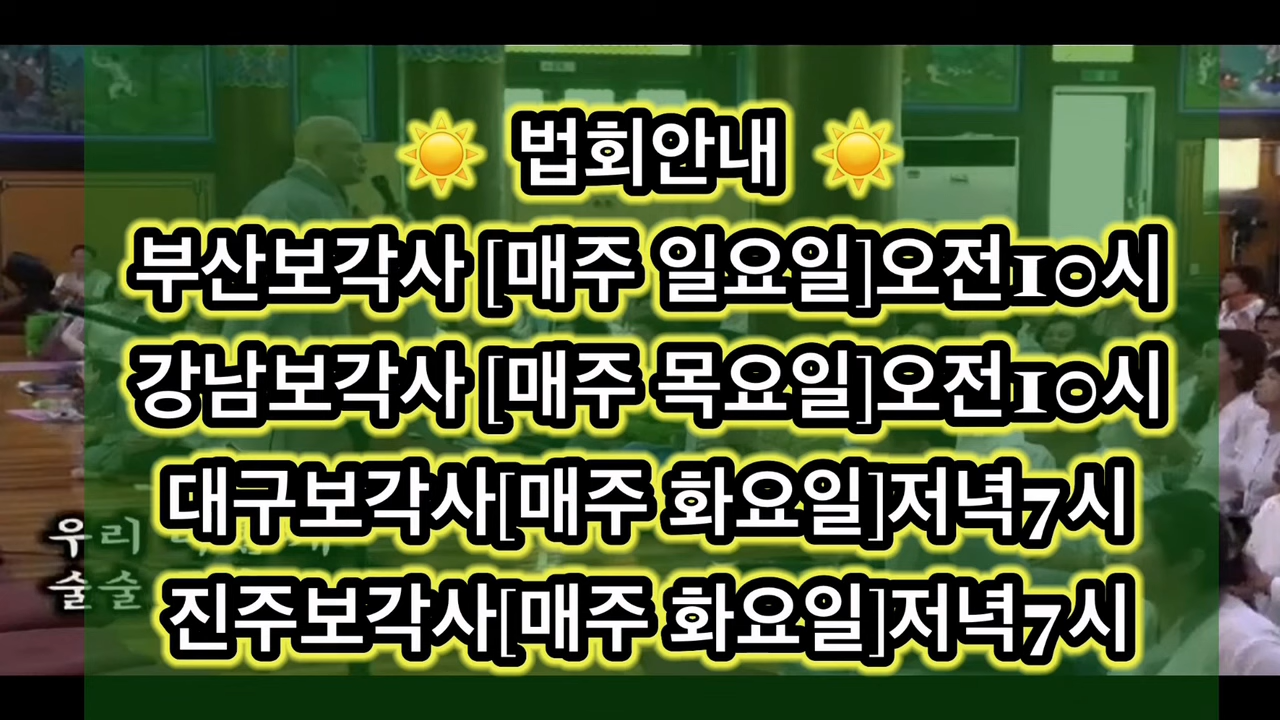 ☀️ 법회안내 ☀️
부산보각사 [매주 일요일]오전10시
강남보각사 [매주 목요일]오전10시
대구보각사[매주 화요일]저녁7시
우리
진주보각사[매주 화요일]저녁7시
술술